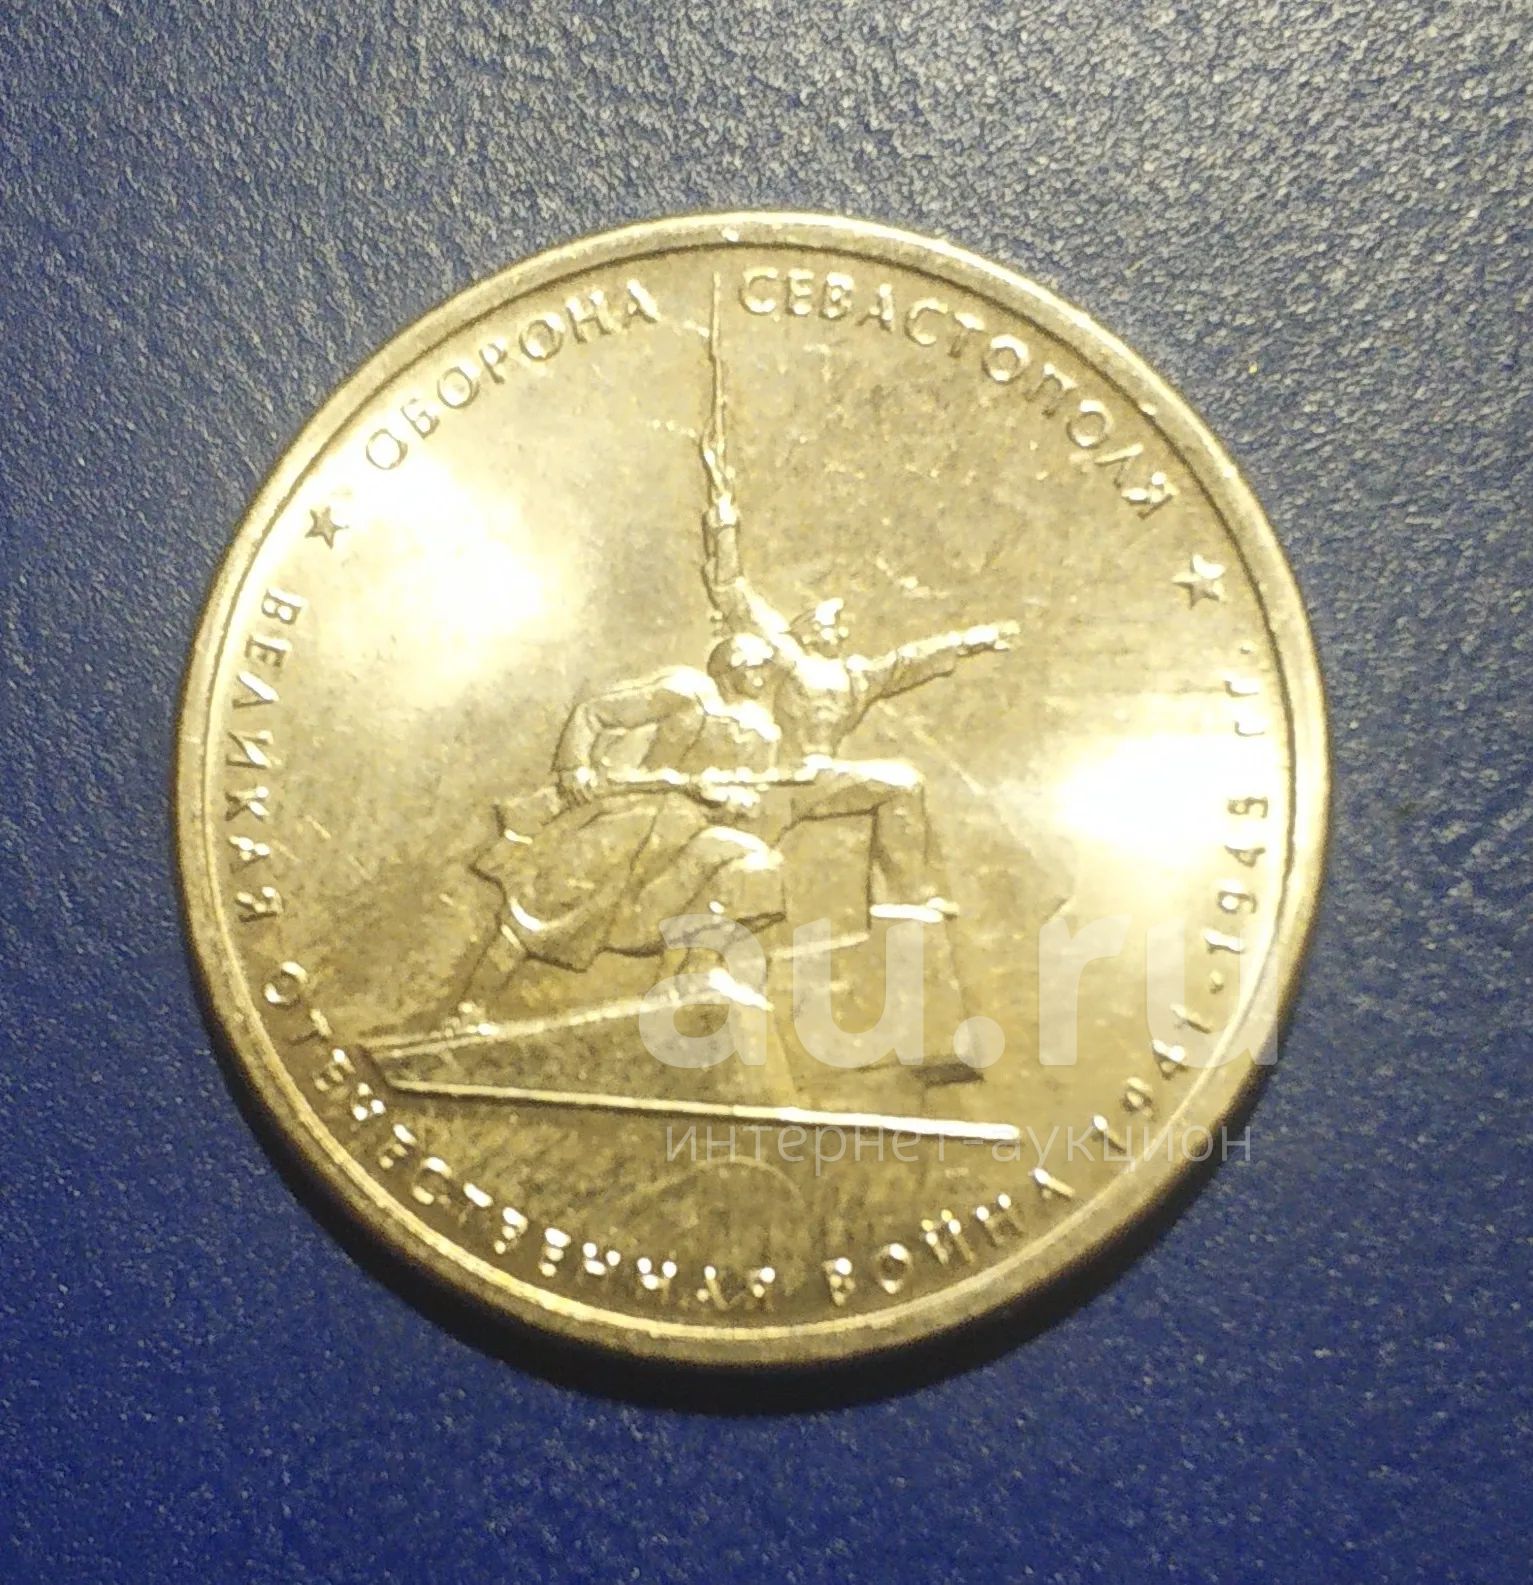 ОБОРОНА СЕВАСТОПОЛЯ
ВЕЛИКАЯ ОТЕЧЕСТВЕННАЯ ВОЙНА 1941-1945 ГГ.
au.ru
интернет-аукцион